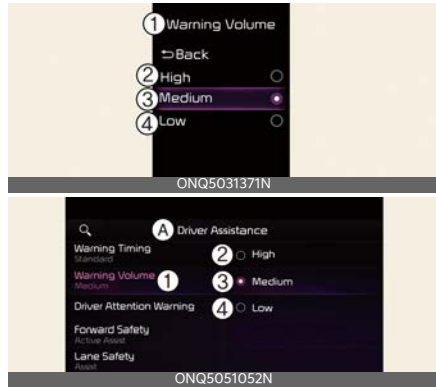 1 Warning Volume
Back
2 High
3 Medium
4 Low
ONQ5031371N
A Driver Assistance
Warning Timing
Standard
2 High
Warning Volume 1
Medium
3 Medium
Driver Attention Warning
4 Low
Forward Safety
Active Assist
Lane Safety
Assist
ONQ5051052N